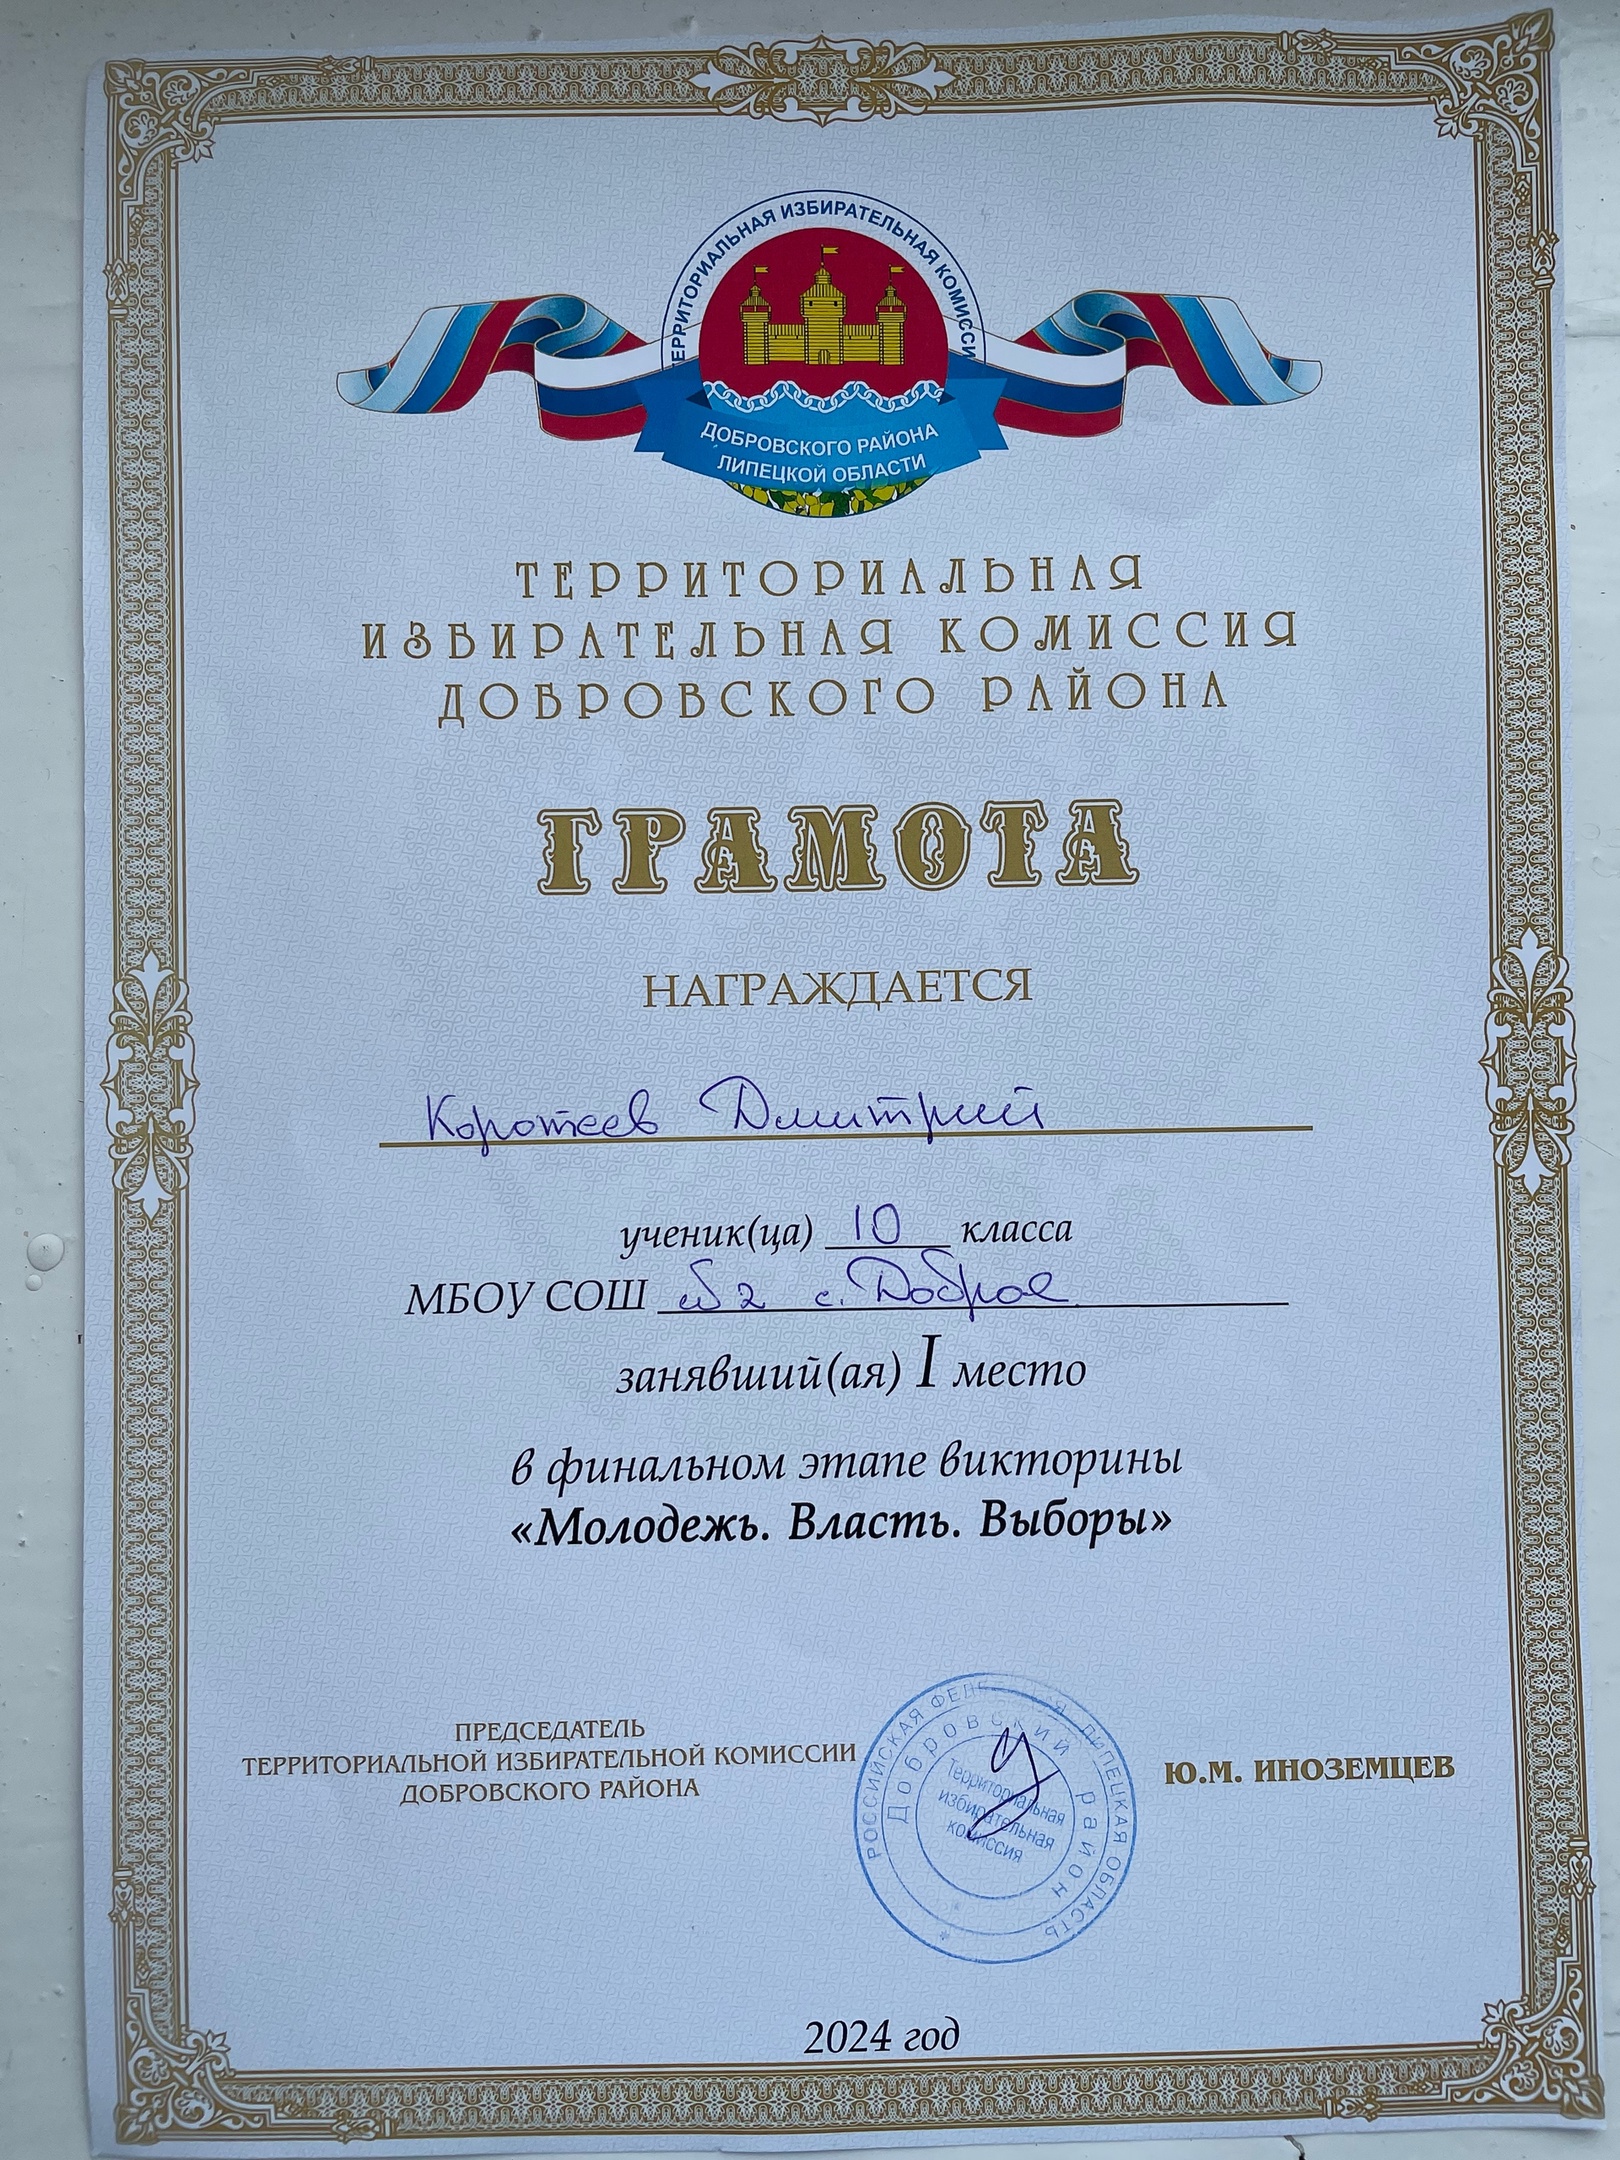 ТЕРРИТОРИАЛЬНАЯ ИЗБИРАТЕЛЬНАЯ КОМИССИЯ
ДОБРОВСКОГО РАЙОНА
ЛИПЕЦКОЙ ОБЛАСТИ
ТЕРРИТОРИАЛЬНАЯ
ИЗБИРАТЕЛЬНАЯ КОМИССИЯ
ДОБРОВСКОГО РАЙОНА
ГРАМОТА
НАГРАЖДАЕТСЯ
Коротеев Дмитрий
ученик(ца) 10 класса
МБОУ СОШ №2 с. Доброе
занявший(ая) I место
в финальном этапе викторины
«Молодежь. Власть. Выборы»
ПРЕДСЕДАТЕЛЬ
ТЕРРИТОРИАЛЬНОЙ ИЗБИРАТЕЛЬНОЙ КОМИССИИ
ДОБРОВСКОГО РАЙОНА
РОССИЙСКАЯ ЛИПЕЦКАЯ ОБЛАСТЬ
Добровский район
Территориальная
избирательная
комиссия
Ю.М. ИНОЗЕМЦЕВ
2024 год